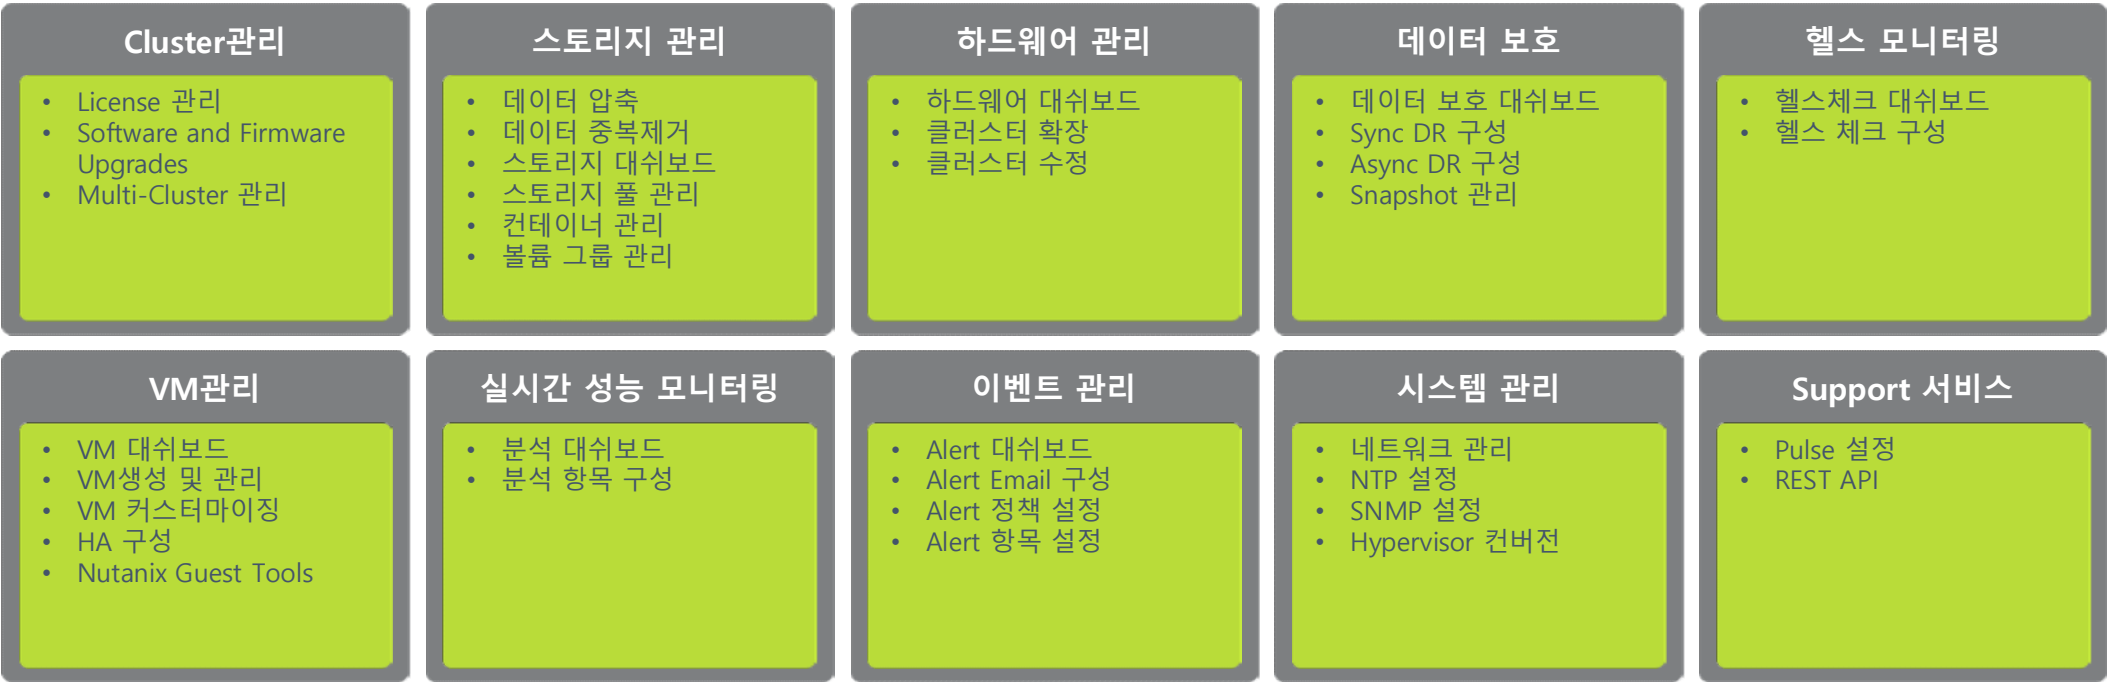 Cluster관리
• License 관리
• Software and Firmware
Upgrades
• Multi-Cluster 관리
스토리지 관리
• 데이터 압축
• 데이터 중복제거
• 스토리지 대쉬보드
• 스토리지 풀 관리
• 컨테이너 관리
• 볼륨 그룹 관리
하드웨어 관리
• 하드웨어 대쉬보드
• 클러스터 확장
• 클러스터 수정
데이터 보호
• 데이터 보호 대쉬보드
• Sync DR 구성
• Async DR 구성
• Snapshot 관리
헬스 모니터링
• 헬스체크 대쉬보드
• 헬스 체크 구성
VM관리
• VM 대쉬보드
• VM생성 및 관리
• VM 커스터마이징
• HA 구성
• Nutanix Guest Tools
실시간 성능 모니터링
• 분석 대쉬보드
• 분석 항목 구성
이벤트 관리
• Alert 대쉬보드
• Alert Email 구성
• Alert 정책 설정
• Alert 항목 설정
시스템 관리
• 네트워크 관리
• NTP 설정
• SNMP 설정
• Hypervisor 컨버전
Support 서비스
• Pulse 설정
• REST API